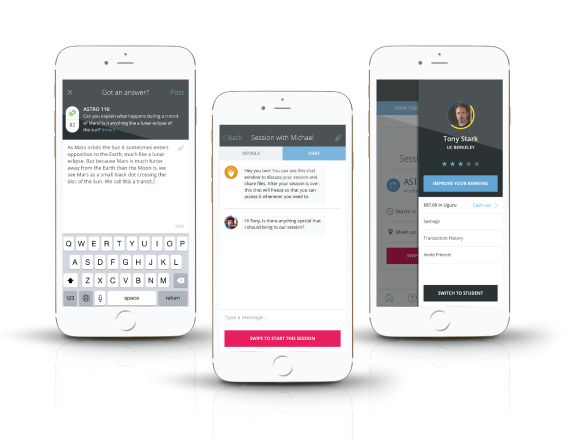 Got an answer?
Post
ASTRO 110
Can you explain what happens during a transit
of Mars? Is it anything like a lunar eclipse of
the sun?
$2
As Mars orbits the Sun it sometimes enters
opposition to the Earth, much like a lunar
eclipse. But because Mars is much further
away from the Earth than the Moon is, we
see Mars as a small black dot crossing the
disc of the Sun. We call this a transit.
Q W E R T Y U I O P
A S D F G H J K L
Z X C V B N M
123
space
return
Back
Session with Michael
DETAILS
CHAT
Hey you two! You can use this chat
window to discuss your session and
share files. After your session is over,
this chat will freeze so that you can
access it whenever you need to.
Hi Tony, is there anything special that
I should bring to our session?
Type a message ...
SWIPE TO START THIS SESSION
Sessi
AST
Starts in
Meet up
SWIP
Tony Stark
UC BERKELEY
IMPROVE YOUR RANKING
$87.00 in Uguru
Cash out
Settings
Transaction History
Invite Friends
SWITCH TO STUDENT